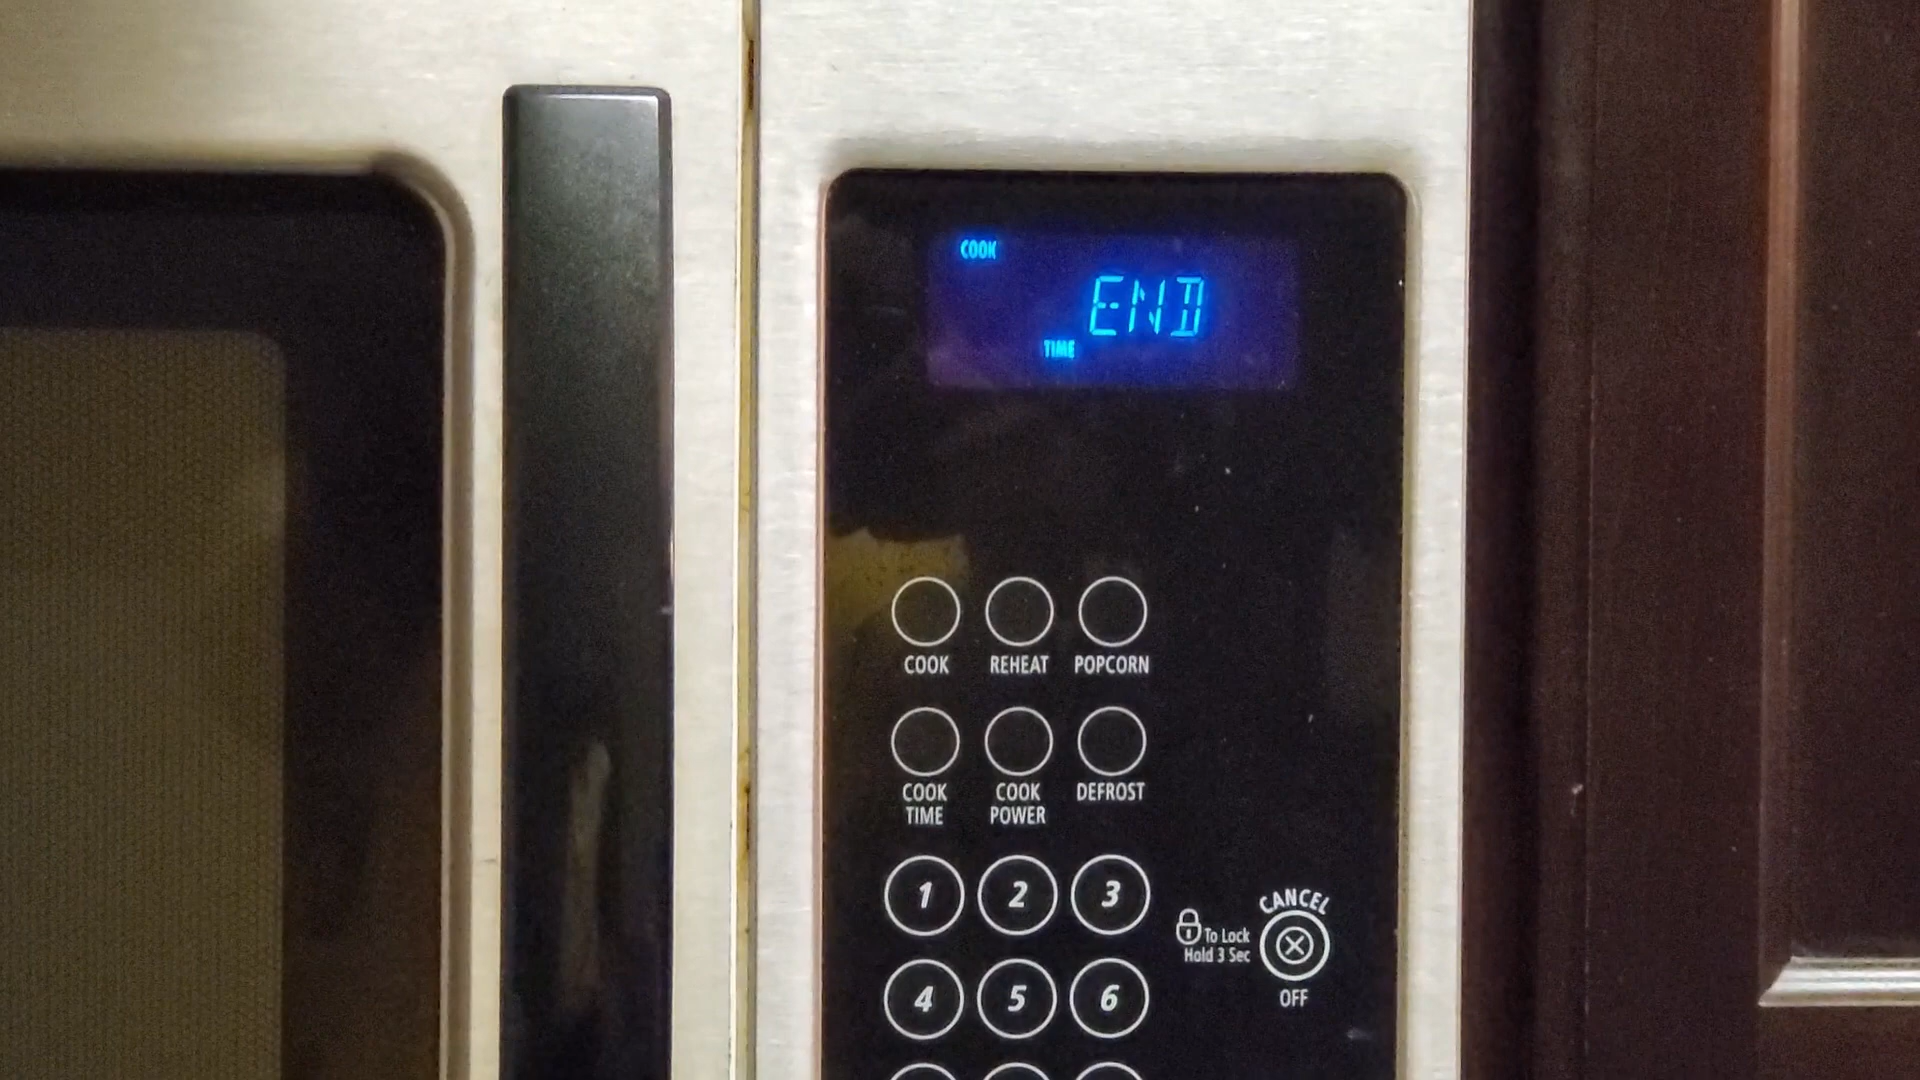 COOK
END
TIME
COOK REHEAT POPCORN
COOK TIME COOK POWER DEFROST
1 2 3
CANCEL
To Lock
Hold 3 Sec
4 5 6
OFF